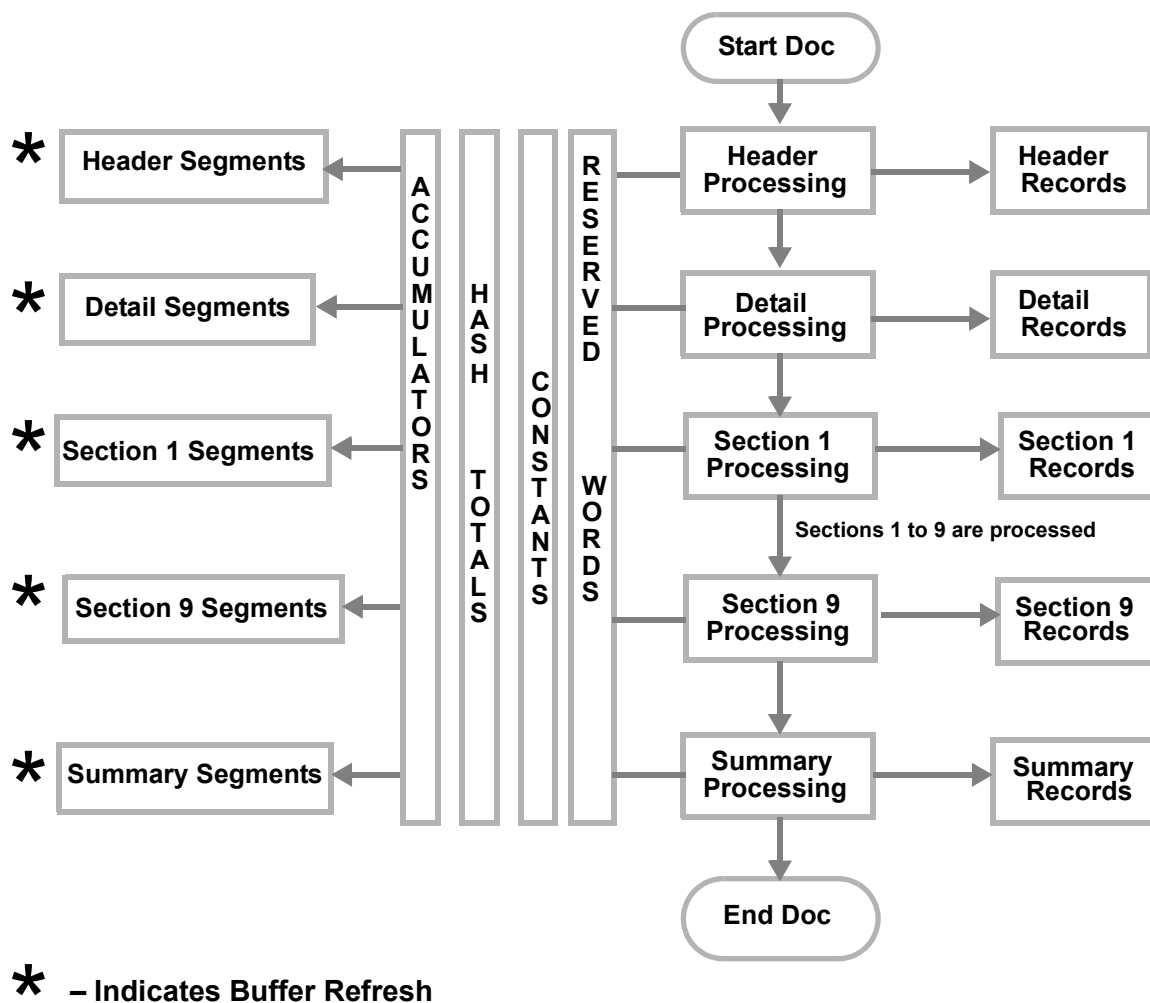 Start Doc
* Header Segments
Header
Processing
Header
Records
* Detail Segments
Detail
Processing
Detail
Records
* Section 1 Segments
Section 1
Processing
Section 1
Records
Sections 1 to 9 are processed
* Section 9 Segments
Section 9
Processing
Section 9
Records
* Summary Segments
Summary
Processing
Summary
Records
ACCUMULATORS
HASH TOTALS
CONSTANTS
RESERVED WORDS
End Doc
* – Indicates Buffer Refresh